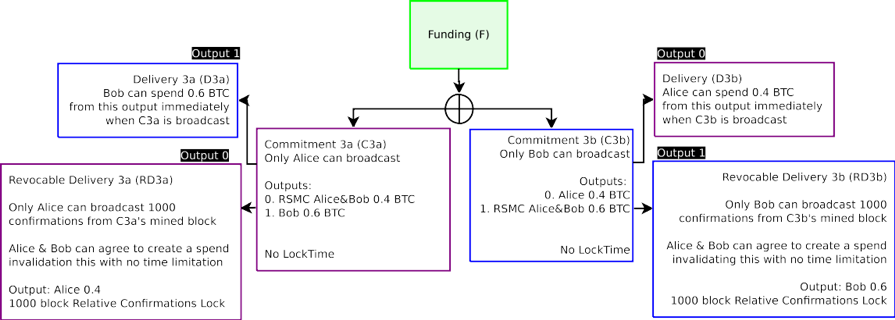 Funding (F)
Output 1
Delivery 3a (D3a)
Bob can spend 0.6 BTC
from this output immediately
when C3a is broadcast
Output 0
Delivery (D3b)
Alice can spend 0.4 BTC
from this output immediately
when C3b is broadcast
Commitment 3a (C3a)
Only Alice can broadcast
Outputs:
0. RSMC Alice&Bob 0.4 BTC
1. Bob 0.6 BTC
No LockTime
Commitment 3b (C3b)
Only Bob can broadcast
Outputs:
0. Alice 0.4 BTC
1. RSMC Alice&Bob 0.6 BTC
No LockTime
Output 0
Revocable Delivery 3a (RD3a)
Only Alice can broadcast 1000
confirmations from C3a's mined block
Alice & Bob can agree to create a spend
invalidation this with no time limitation
Output: Alice 0.4
1000 block Relative Confirmations Lock
Output 1
Revocable Delivery 3b (RD3b)
Only Bob can broadcast 1000
confirmations from C3b's mined block
Alice & Bob can agree to create a spend
invalidating this with no time limitation
Output: Bob 0.6
1000 block Relative Confirmations Lock